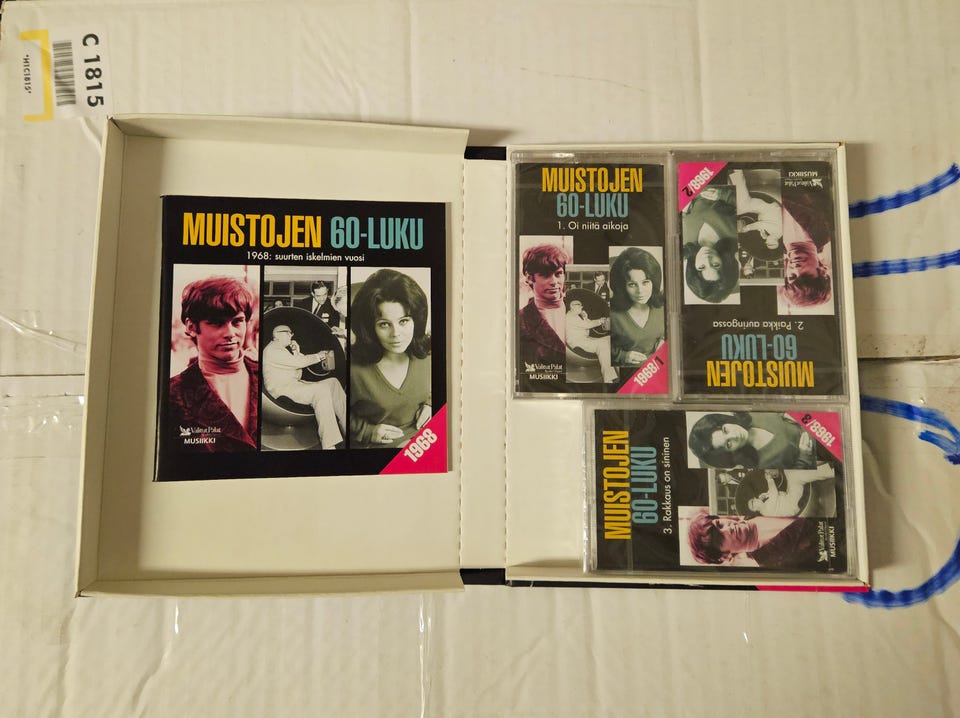 C 1815
*H1C1815*
MUISTOJEN 60-LUKU
1968: suurten iskelmien vuosi
Valitut Palat
MUSIIKKI
1968
MUISTOJEN
60-LUKU
1. Oi niitä aikoja
Valitut Palat
MUSIIKKI
1968/1
MUISTOJEN
60-LUKU
2. Paikka auringossa
Valitut Palat
MUSIIKKI
1968/2
MUISTOJEN
60-LUKU
3. Rakkaus on sininen
Valitut Palat
MUSIIKKI
1968/3